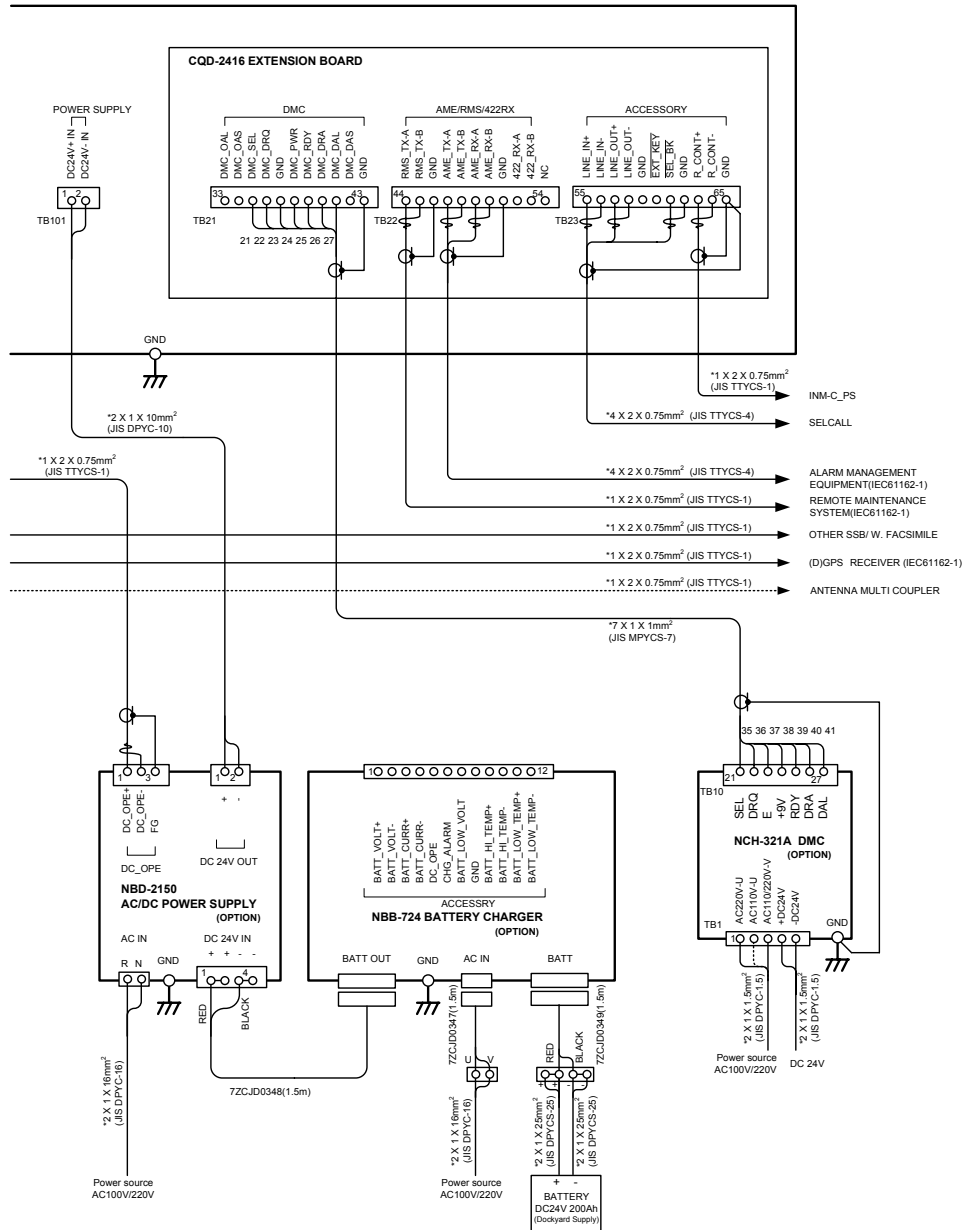 CQD-2416 EXTENSION BOARD
POWER SUPPLY
DMC
AME/RMS/422RX
ACCESSORY
DC24V+ IN
DC24V- IN
DMC_OAL
DMC_OAS
DMC_SEL
DMC_DRQ
GND
DMC_PWR
DMC_RDY
DMC_DRA
DMC_DAL
DMC_DAS
GND
RMS_TX-A
RMS_TX-B
GND
AME_TX-A
AME_TX-B
AME_RX-A
AME_RX-B
GND
422_RX-A
422_RX-B
NC
LINE_IN+
LINE_IN-
LINE_OUT+
LINE_OUT-
GND
EXT_KEY
SEL_BK
GND
R_CONT+
R_CONT-
GND
1 2
33 43
44 54
55 65
TB101
TB21
TB22
TB23
21 22 23 24 25 26 27
GND
*1 X 2 X 0.75mm²
(JIS TTYCS-1)
INM-C_PS
*2 X 1 X 10mm²
(JIS DPYC-10)
*4 X 2 X 0.75mm² (JIS TTYCS-4)
SELCALL
*1 X 2 X 0.75mm²
(JIS TTYCS-1)
*4 X 2 X 0.75mm² (JIS TTYCS-4)
ALARM MANAGEMENT
EQUIPMENT(IEC61162-1)
*1 X 2 X 0.75mm² (JIS TTYCS-1)
REMOTE MAINTENANCE
SYSTEM(IEC61162-1)
*1 X 2 X 0.75mm² (JIS TTYCS-1)
OTHER SSB/ W. FACSIMILE
*1 X 2 X 0.75mm² (JIS TTYCS-1)
(D)GPS RECEIVER (IEC61162-1)
*1 X 2 X 0.75mm² (JIS TTYCS-1)
ANTENNA MULTI COUPLER
*7 X 1 X 1mm²
(JIS MPYCS-7)
1 3
1 2
+ -
DC_OPE+
DC_OPE-
FG
DC_OPE
DC 24V OUT
NBD-2150
AC/DC POWER SUPPLY
(OPTION)
AC IN
R N
GND
DC 24V IN
+ + - -
1 4
RED
BLACK
*2 X 1 X 16mm²
(JIS DPYC-16)
Power source
AC100V/220V
7ZCJD0348(1.5m)
1 12
BATT_VOLT+
BATT_VOLT-
BATT_CURR+
BATT_CURR-
DC_OPE
CHG_ALARM
BATT_LOW_VOLT
GND
BATT_HI_TEMP+
BATT_HI_TEMP-
BATT_LOW_TEMP+
BATT_LOW_TEMP-
ACCESSRY
NBB-724 BATTERY CHARGER
(OPTION)
BATT OUT
GND
AC IN
BATT
7ZCJD0347(1.5m)
U V
*2 X 1 X 16mm²
(JIS DPYC-16)
Power source
AC100V/220V
7ZCJD0349(1.5m)
RED
BLACK
+ + - -
*2 X 1 X 25mm²
(JIS DPYCS-25)
*2 X 1 X 25mm²
(JIS DPYCS-25)
+ -
BATTERY
DC24V 200Ah
(Dockyard Supply)
35 36 37 38 39 40 41
21 27
TB10
SEL
DRQ
E
+9V
RDY
DRA
DAL
NCH-321A DMC
(OPTION)
AC220V-U
AC110V-U
AC110/220V-V
+DC24V
-DC24V
TB1
1 5
GND
*2 X 1 X 1.5mm²
(JIS DPYC-1.5)
*2 X 1 X 1.5mm²
(JIS DPYC-1.5)
Power source
AC100V/220V
DC 24V